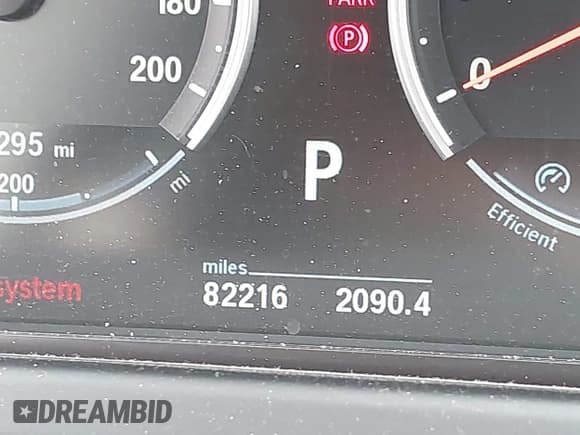 180
PARK
200
P
0
295 mi
200
mi
P
Efficient
miles
82216 2090.4
system
DREAMBID